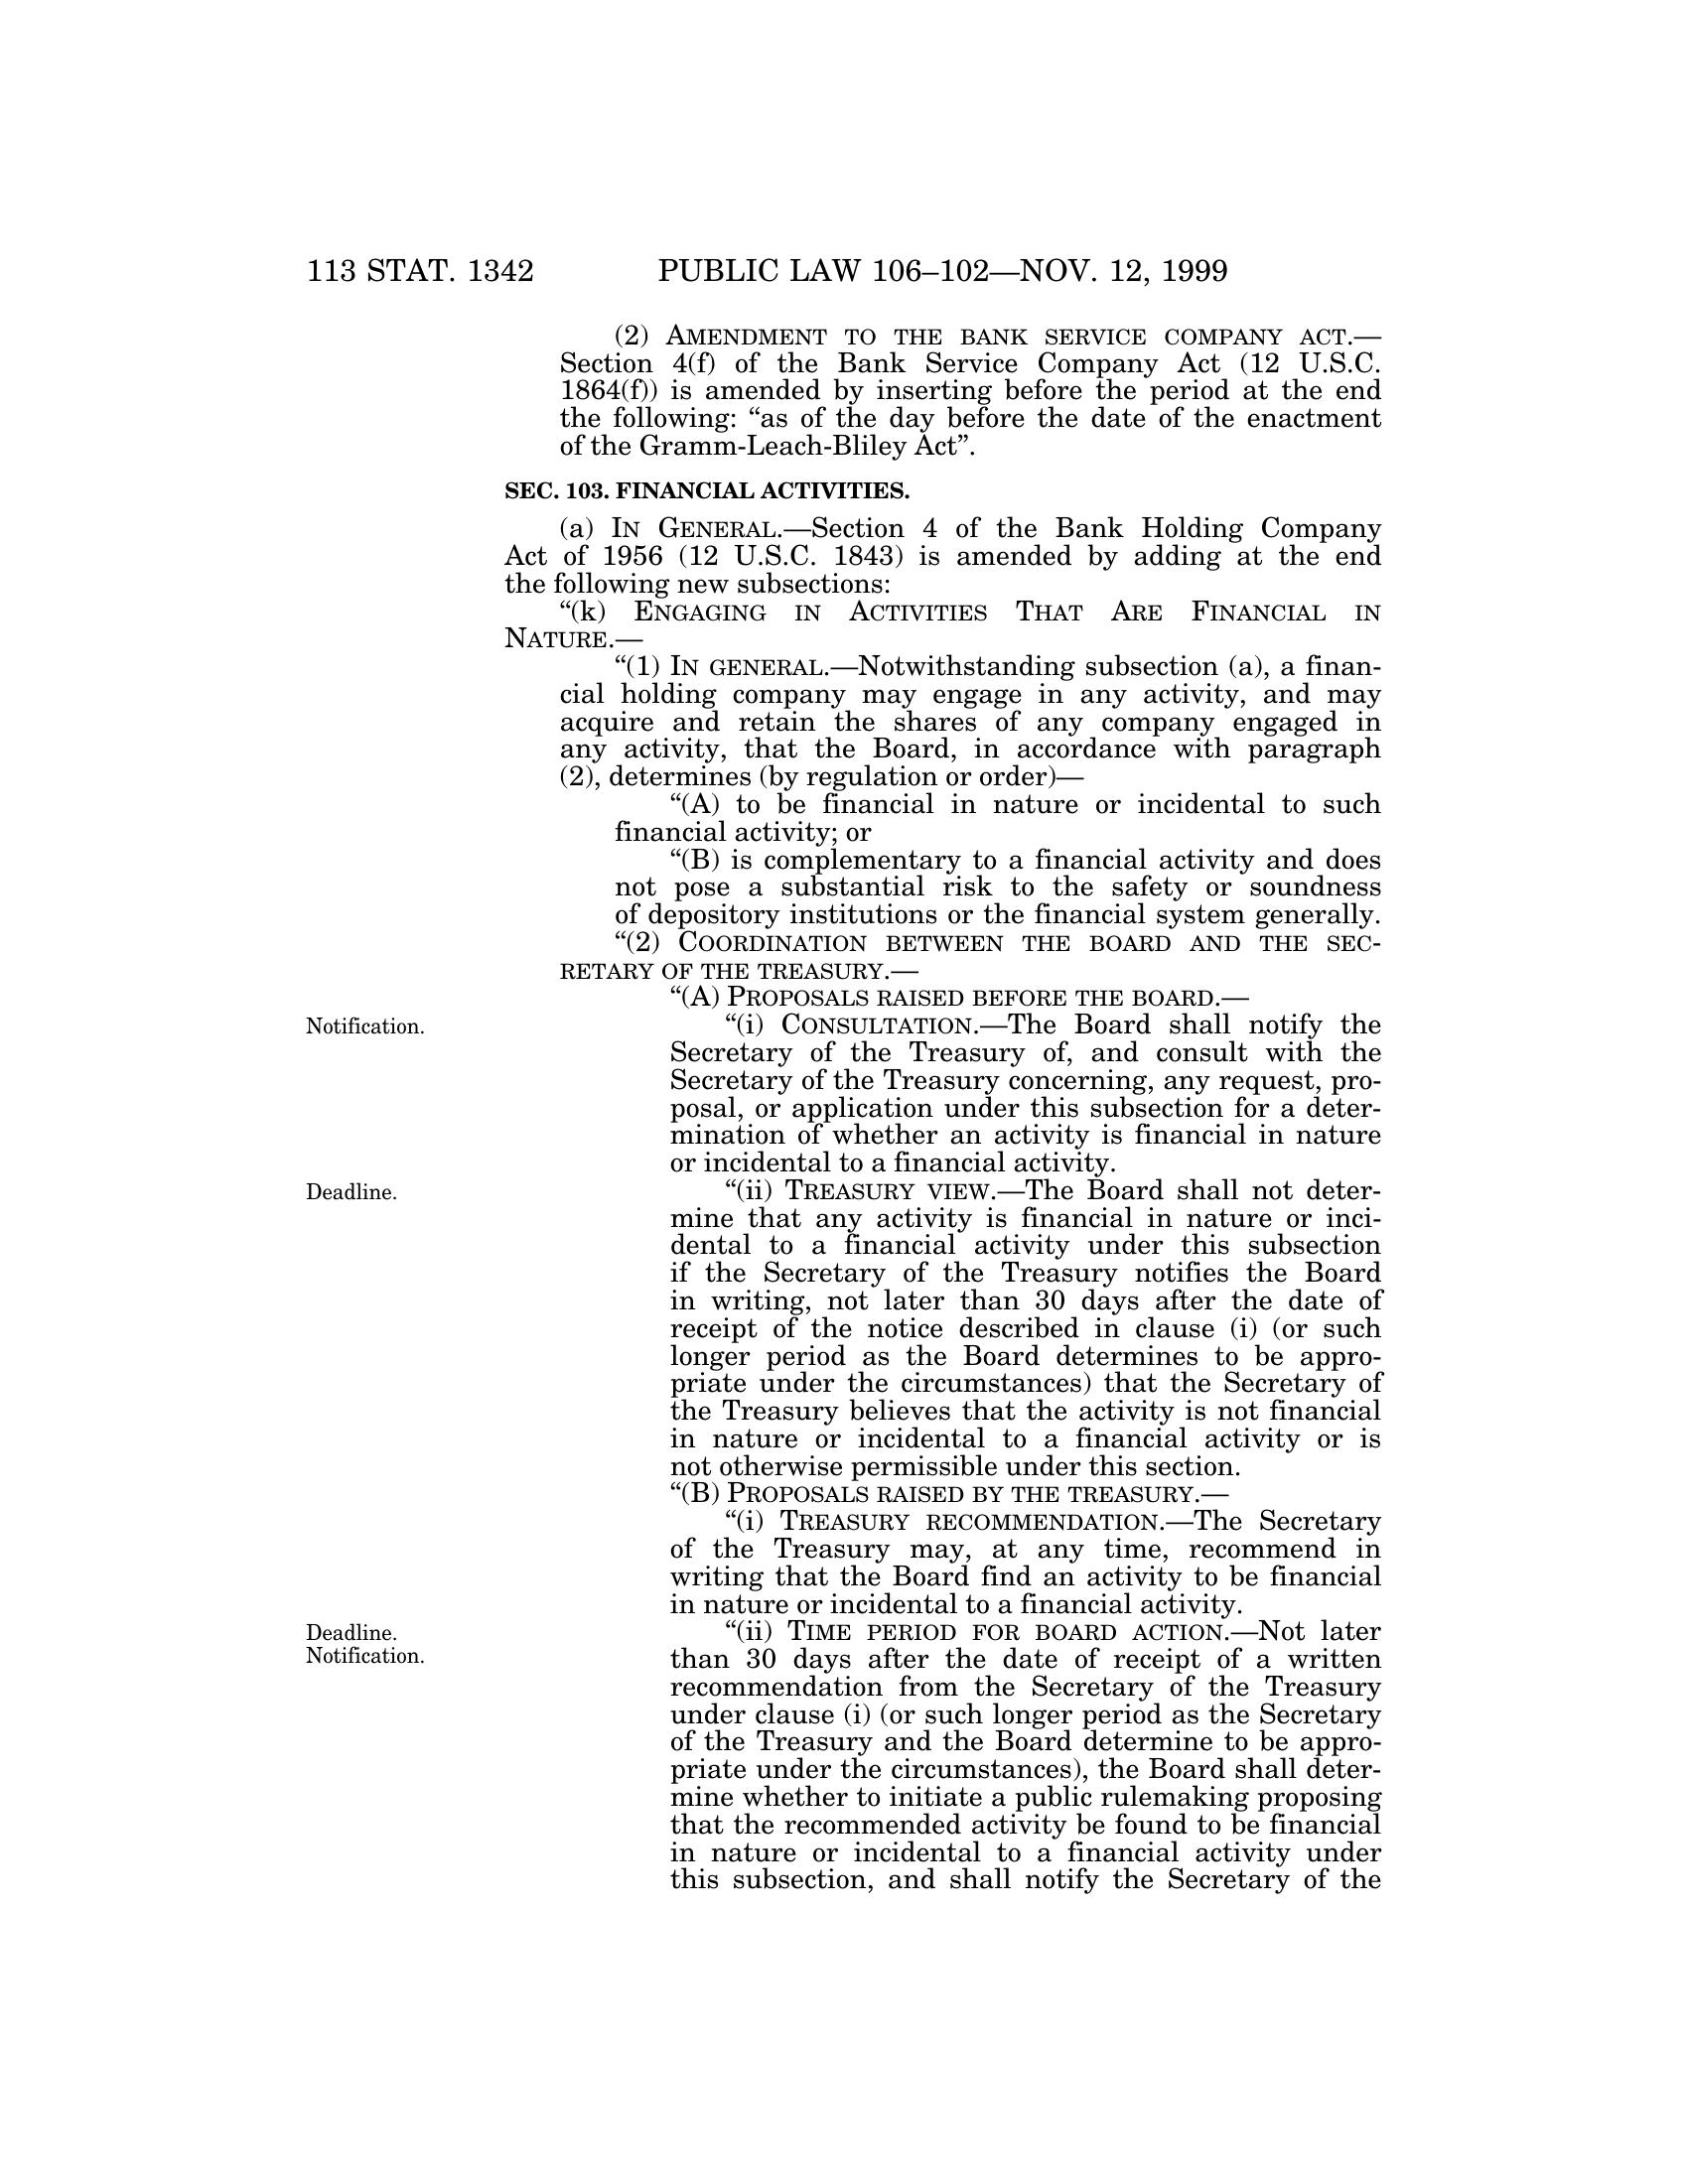 113 STAT. 1342 PUBLIC LAW 106–102—NOV. 12, 1999
(2) AMENDMENT TO THE BANK SERVICE COMPANY ACT.—
Section 4(f) of the Bank Service Company Act (12 U.S.C.
1864(f)) is amended by inserting before the period at the end
the following: “as of the day before the date of the enactment
of the Gramm-Leach-Bliley Act”.
SEC. 103. FINANCIAL ACTIVITIES.
(a) IN GENERAL.—Section 4 of the Bank Holding Company
Act of 1956 (12 U.S.C. 1843) is amended by adding at the end
the following new subsections:
“(k) ENGAGING IN ACTIVITIES THAT ARE FINANCIAL IN
NATURE.—
“(1) IN GENERAL.—Notwithstanding subsection (a), a finan-
cial holding company may engage in any activity, and may
acquire and retain the shares of any company engaged in
any activity, that the Board, in accordance with paragraph
(2), determines (by regulation or order)—
“(A) to be financial in nature or incidental to such
financial activity; or
“(B) is complementary to a financial activity and does
not pose a substantial risk to the safety or soundness
of depository institutions or the financial system generally.
“(2) COORDINATION BETWEEN THE BOARD AND THE SEC-
RETARY OF THE TREASURY.—
“(A) PROPOSALS RAISED BEFORE THE BOARD.—
Notification.
“(i) CONSULTATION.—The Board shall notify the
Secretary of the Treasury of, and consult with the
Secretary of the Treasury concerning, any request, pro-
posal, or application under this subsection for a deter-
mination of whether an activity is financial in nature
or incidental to a financial activity.
Deadline.
“(ii) TREASURY VIEW.—The Board shall not deter-
mine that any activity is financial in nature or inci-
dental to a financial activity under this subsection
if the Secretary of the Treasury notifies the Board
in writing, not later than 30 days after the date of
receipt of the notice described in clause (i) (or such
longer period as the Board determines to be appro-
priate under the circumstances) that the Secretary of
the Treasury believes that the activity is not financial
in nature or incidental to a financial activity or is
not otherwise permissible under this section.
“(B) PROPOSALS RAISED BY THE TREASURY.—
“(i) TREASURY RECOMMENDATION.—The Secretary
of the Treasury may, at any time, recommend in
writing that the Board find an activity to be financial
in nature or incidental to a financial activity.
Deadline.
Notification.
“(ii) TIME PERIOD FOR BOARD ACTION.—Not later
than 30 days after the date of receipt of a written
recommendation from the Secretary of the Treasury
under clause (i) (or such longer period as the Secretary
of the Treasury and the Board determine to be appro-
priate under the circumstances), the Board shall deter-
mine whether to initiate a public rulemaking proposing
that the recommended activity be found to be financial
in nature or incidental to a financial activity under
this subsection, and shall notify the Secretary of the